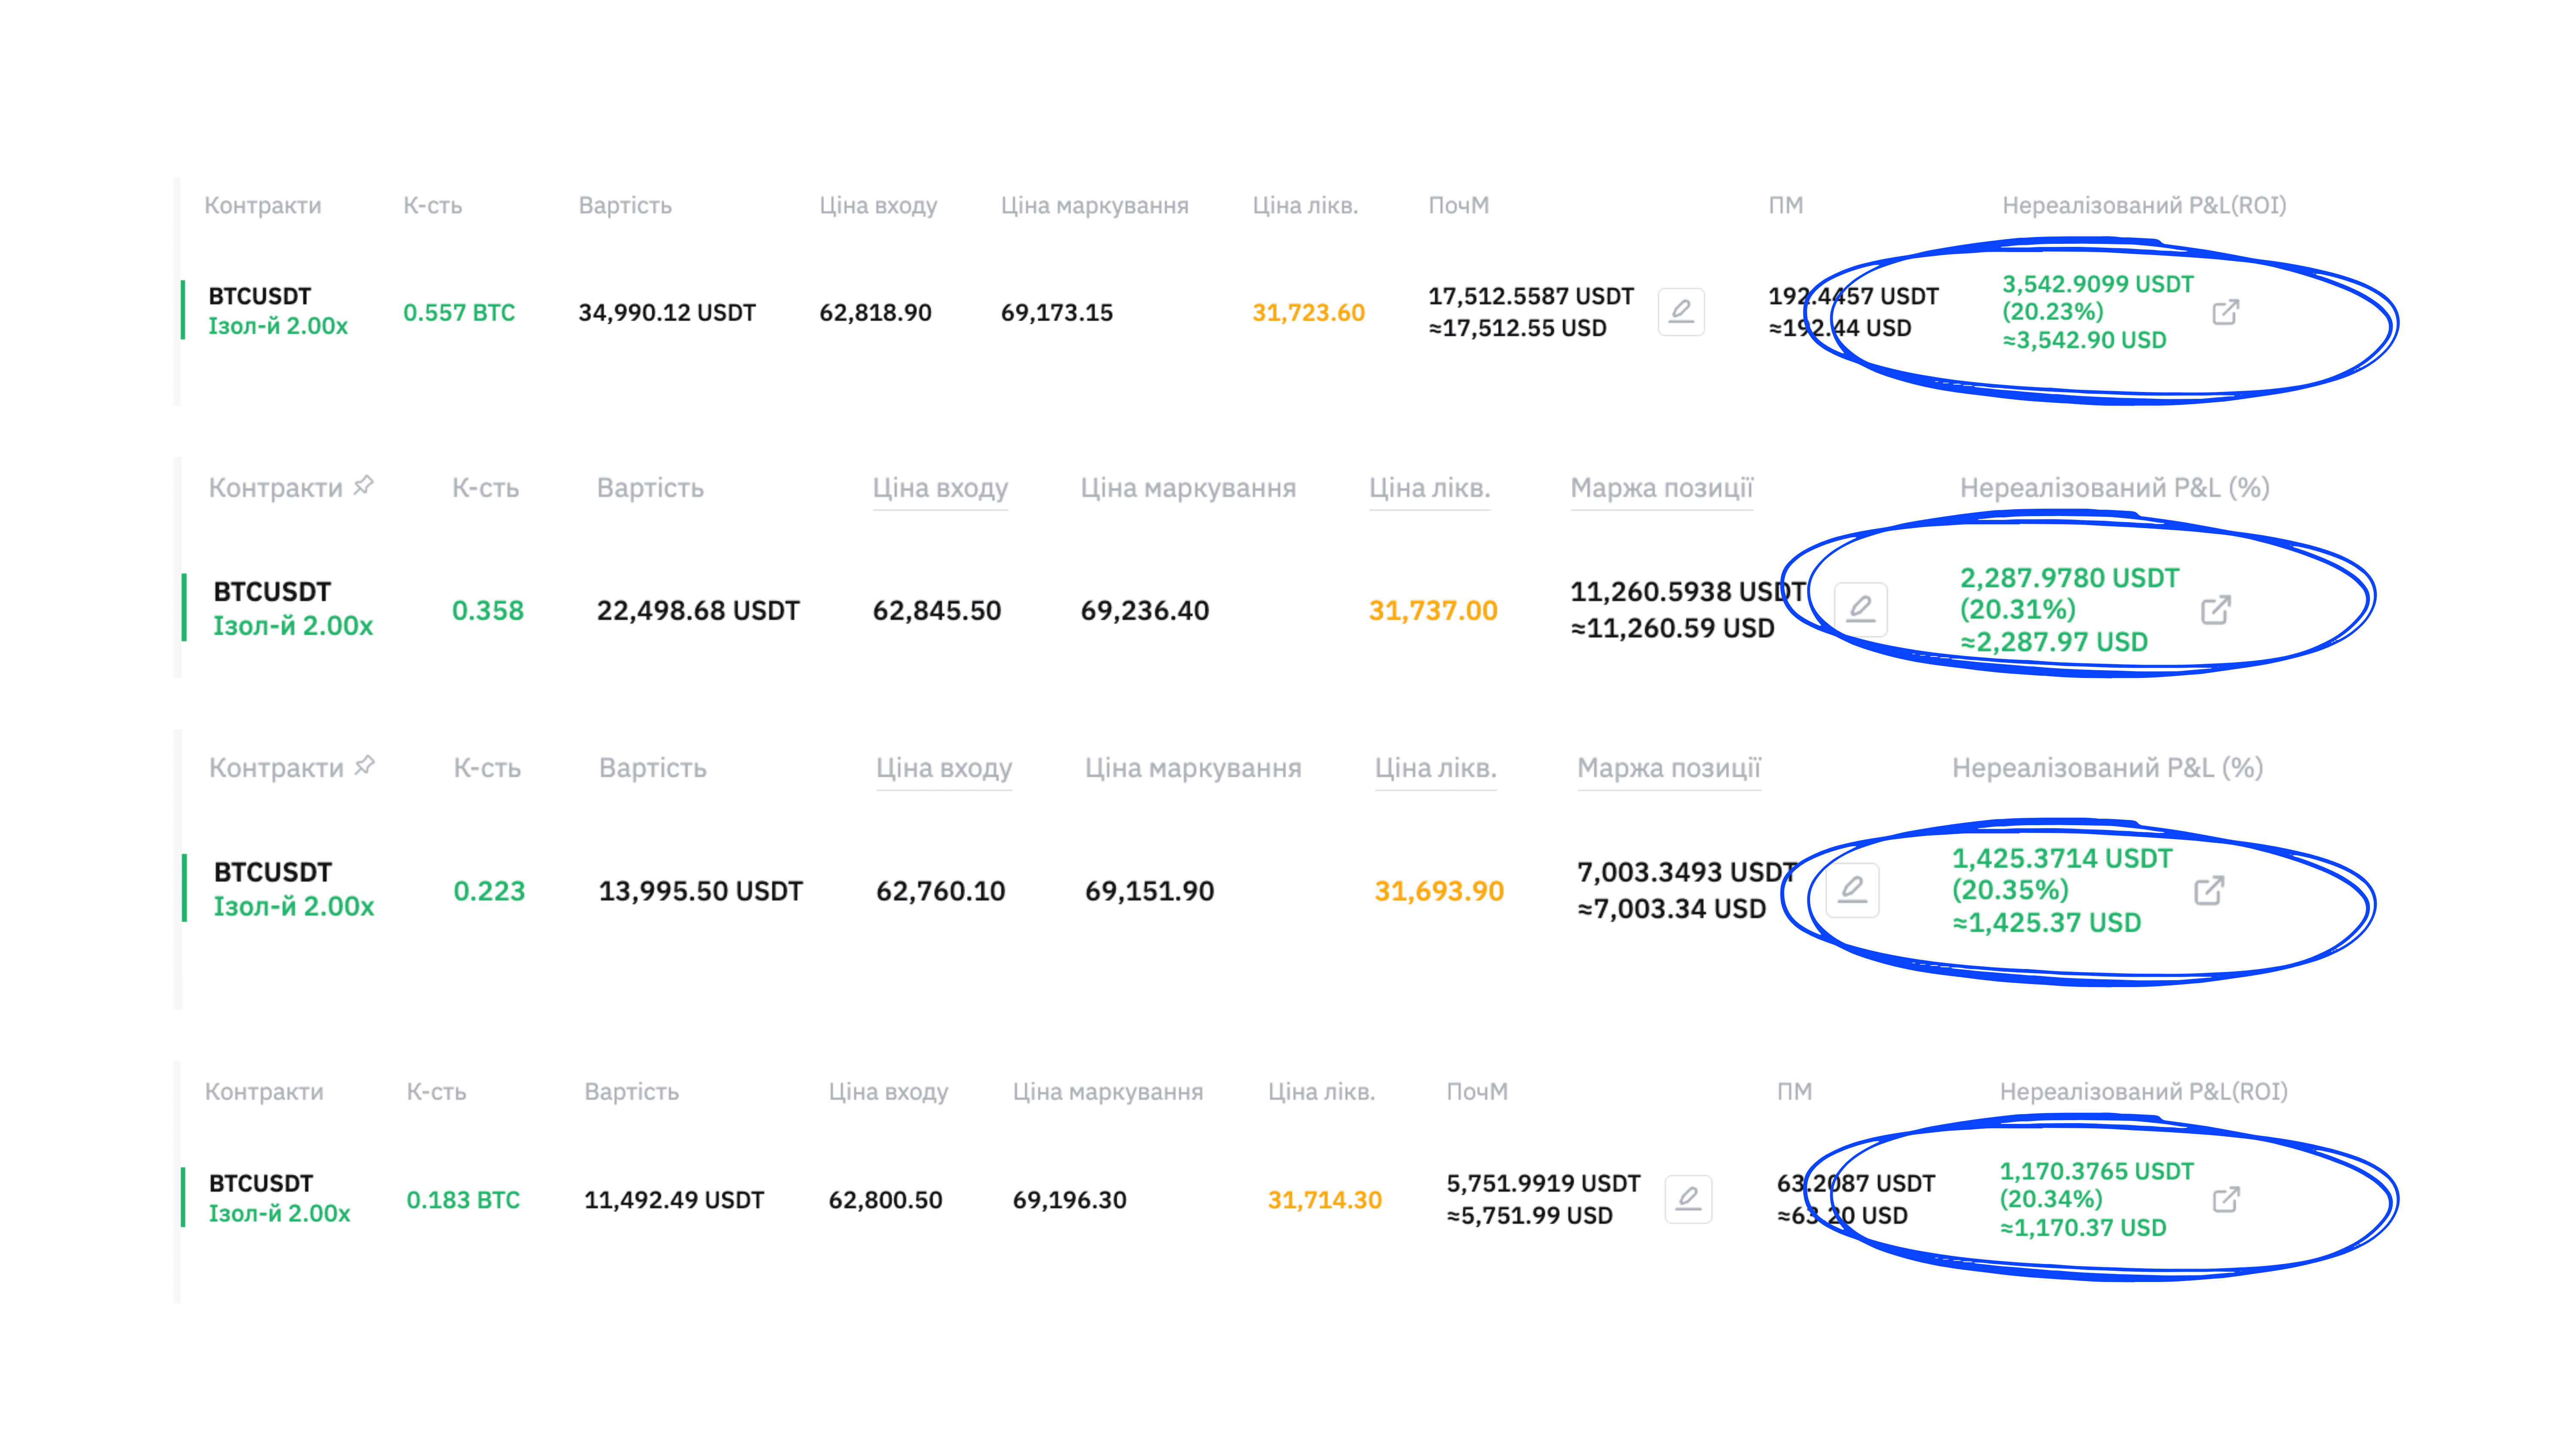 Контракти К-сть Вартість Ціна входу Ціна маркування Ціна лікв. ПочМ ПМ Нереалізований P&L(ROI)
BTCUSDT
Ізол-й 2.00x
0.557 BTC 34,990.12 USDT 62,818.90 69,173.15 31,723.60
17,512.5587 USDT
≈17,512.55 USD
192.4457 USDT
≈192.44 USD
3,542.9099 USDT
(20.23%)
≈3,542.90 USD
Контракти К-сть Вартість Ціна входу Ціна маркування Ціна лікв. Маржа позиції Нереалізований P&L (%)
BTCUSDT
Ізол-й 2.00x
0.358 22,498.68 USDT 62,845.50 69,236.40 31,737.00
11,260.5938 USDT
≈11,260.59 USD
2,287.9780 USDT
(20.31%)
≈2,287.97 USD
Контракти К-сть Вартість Ціна входу Ціна маркування Ціна лікв. Маржа позиції Нереалізований P&L (%)
BTCUSDT
Ізол-й 2.00x
0.223 13,995.50 USDT 62,760.10 69,151.90 31,693.90
7,003.3493 USDT
≈7,003.34 USD
1,425.3714 USDT
(20.35%)
≈1,425.37 USD
Контракти К-сть Вартість Ціна входу Ціна маркування Ціна лікв. ПочМ ПМ Нереалізований P&L(ROI)
BTCUSDT
Ізол-й 2.00x
0.183 BTC 11,492.49 USDT 62,800.50 69,196.30 31,714.30
5,751.9919 USDT
≈5,751.99 USD
63.2087 USDT
≈63.20 USD
1,170.3765 USDT
(20.34%)
≈1,170.37 USD